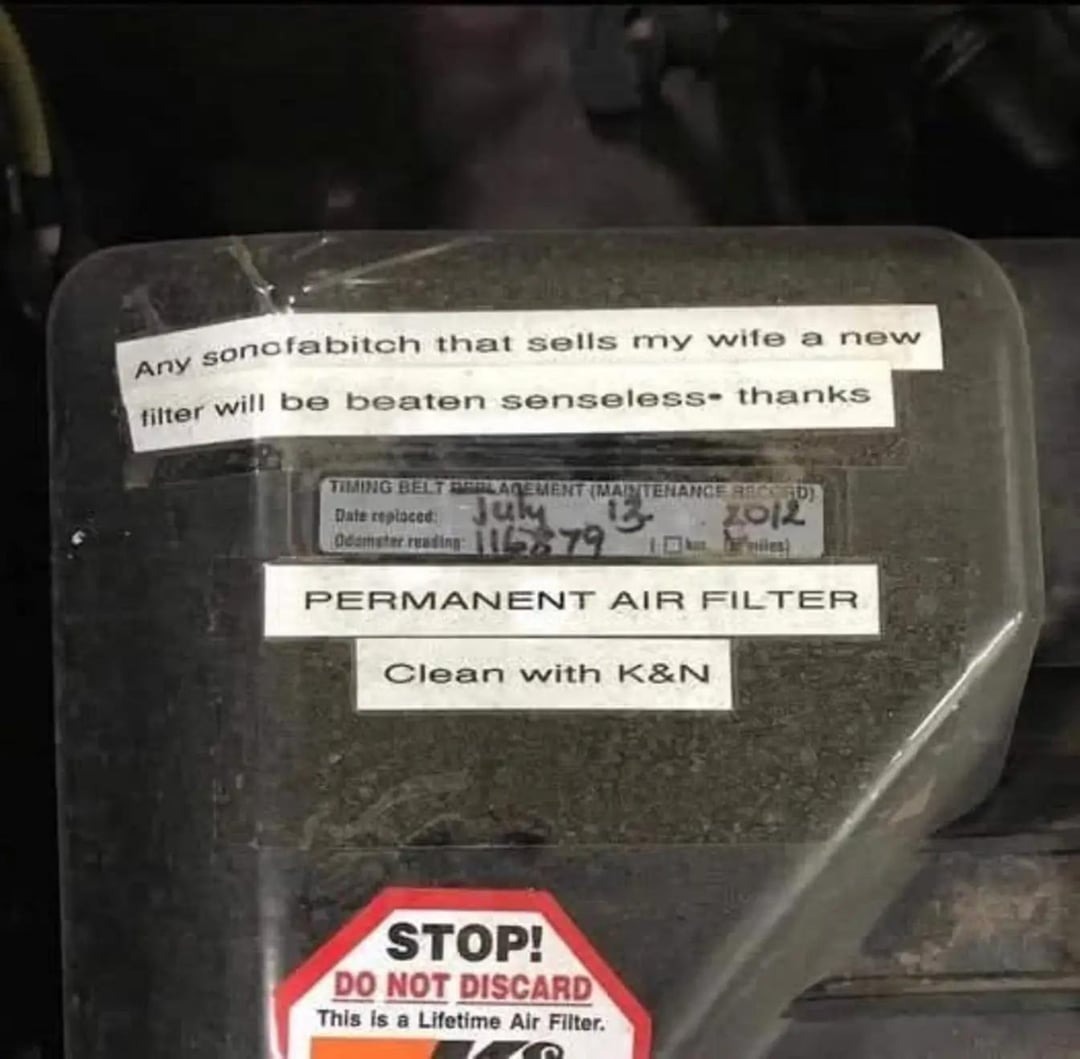 Any sonofabitch that sells my wife a new
filter will be beaten senseless- thanks
TIMING BELT REPLACEMENT (MAINTENANCE RECORD)
Date replaced: July 13 2012
Odometer reading: 116879 (□ km miles)
PERMANENT AIR FILTER
Clean with K&N
STOP!
DO NOT DISCARD
This is a Lifetime Air Filter.